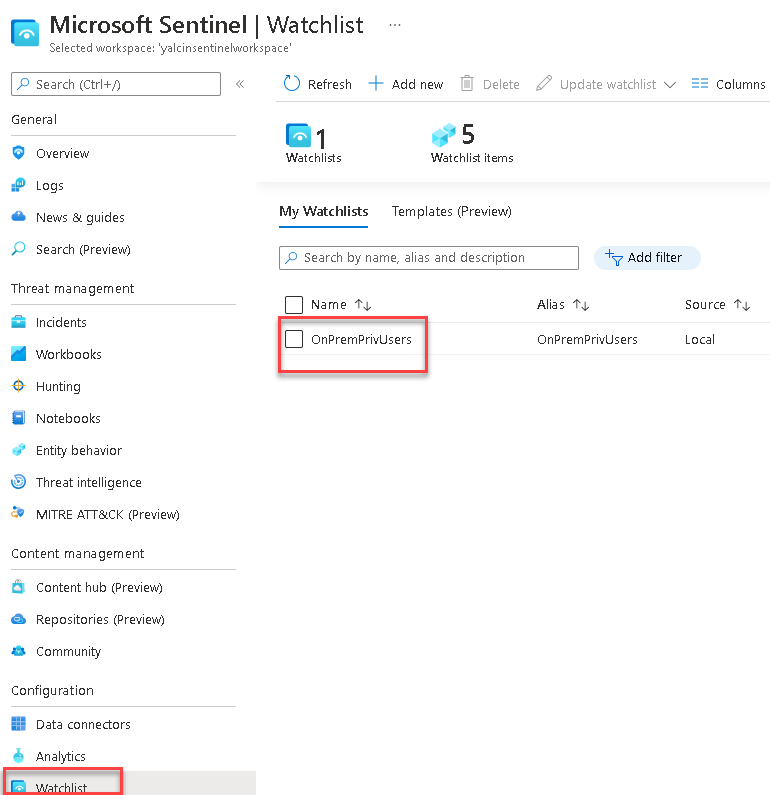 Microsoft Sentinel | Watchlist ...
Selected workspace: 'yalcinsentinelworkspace'
Search (Ctrl+/)
«
General
Overview
Logs
News & guides
Search (Preview)
Threat management
Incidents
Workbooks
Hunting
Notebooks
Entity behavior
Threat intelligence
MITRE ATT&CK (Preview)
Content management
Content hub (Preview)
Repositories (Preview)
Community
Configuration
Data connectors
Analytics
Watchlist
Refresh Add new Delete Update watchlist Columns
1
Watchlists
5
Watchlist items
My Watchlists Templates (Preview)
Search by name, alias and description Add filter
Name Alias Source
OnPremPrivUsers OnPremPrivUsers Local